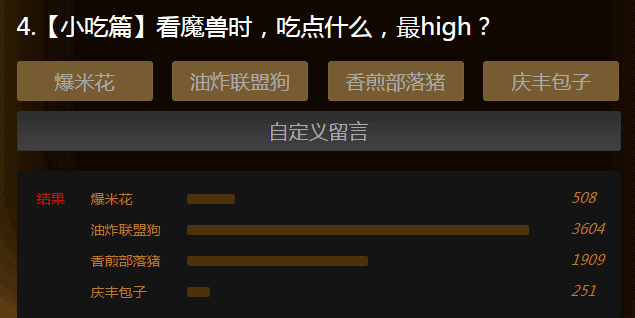 4.【小吃篇】看魔兽时，吃点什么，最high？
爆米花 油炸联盟狗 香煎部落猪 庆丰包子
自定义留言
结果 爆米花 508
油炸联盟狗 3604
香煎部落猪 1909
庆丰包子 251